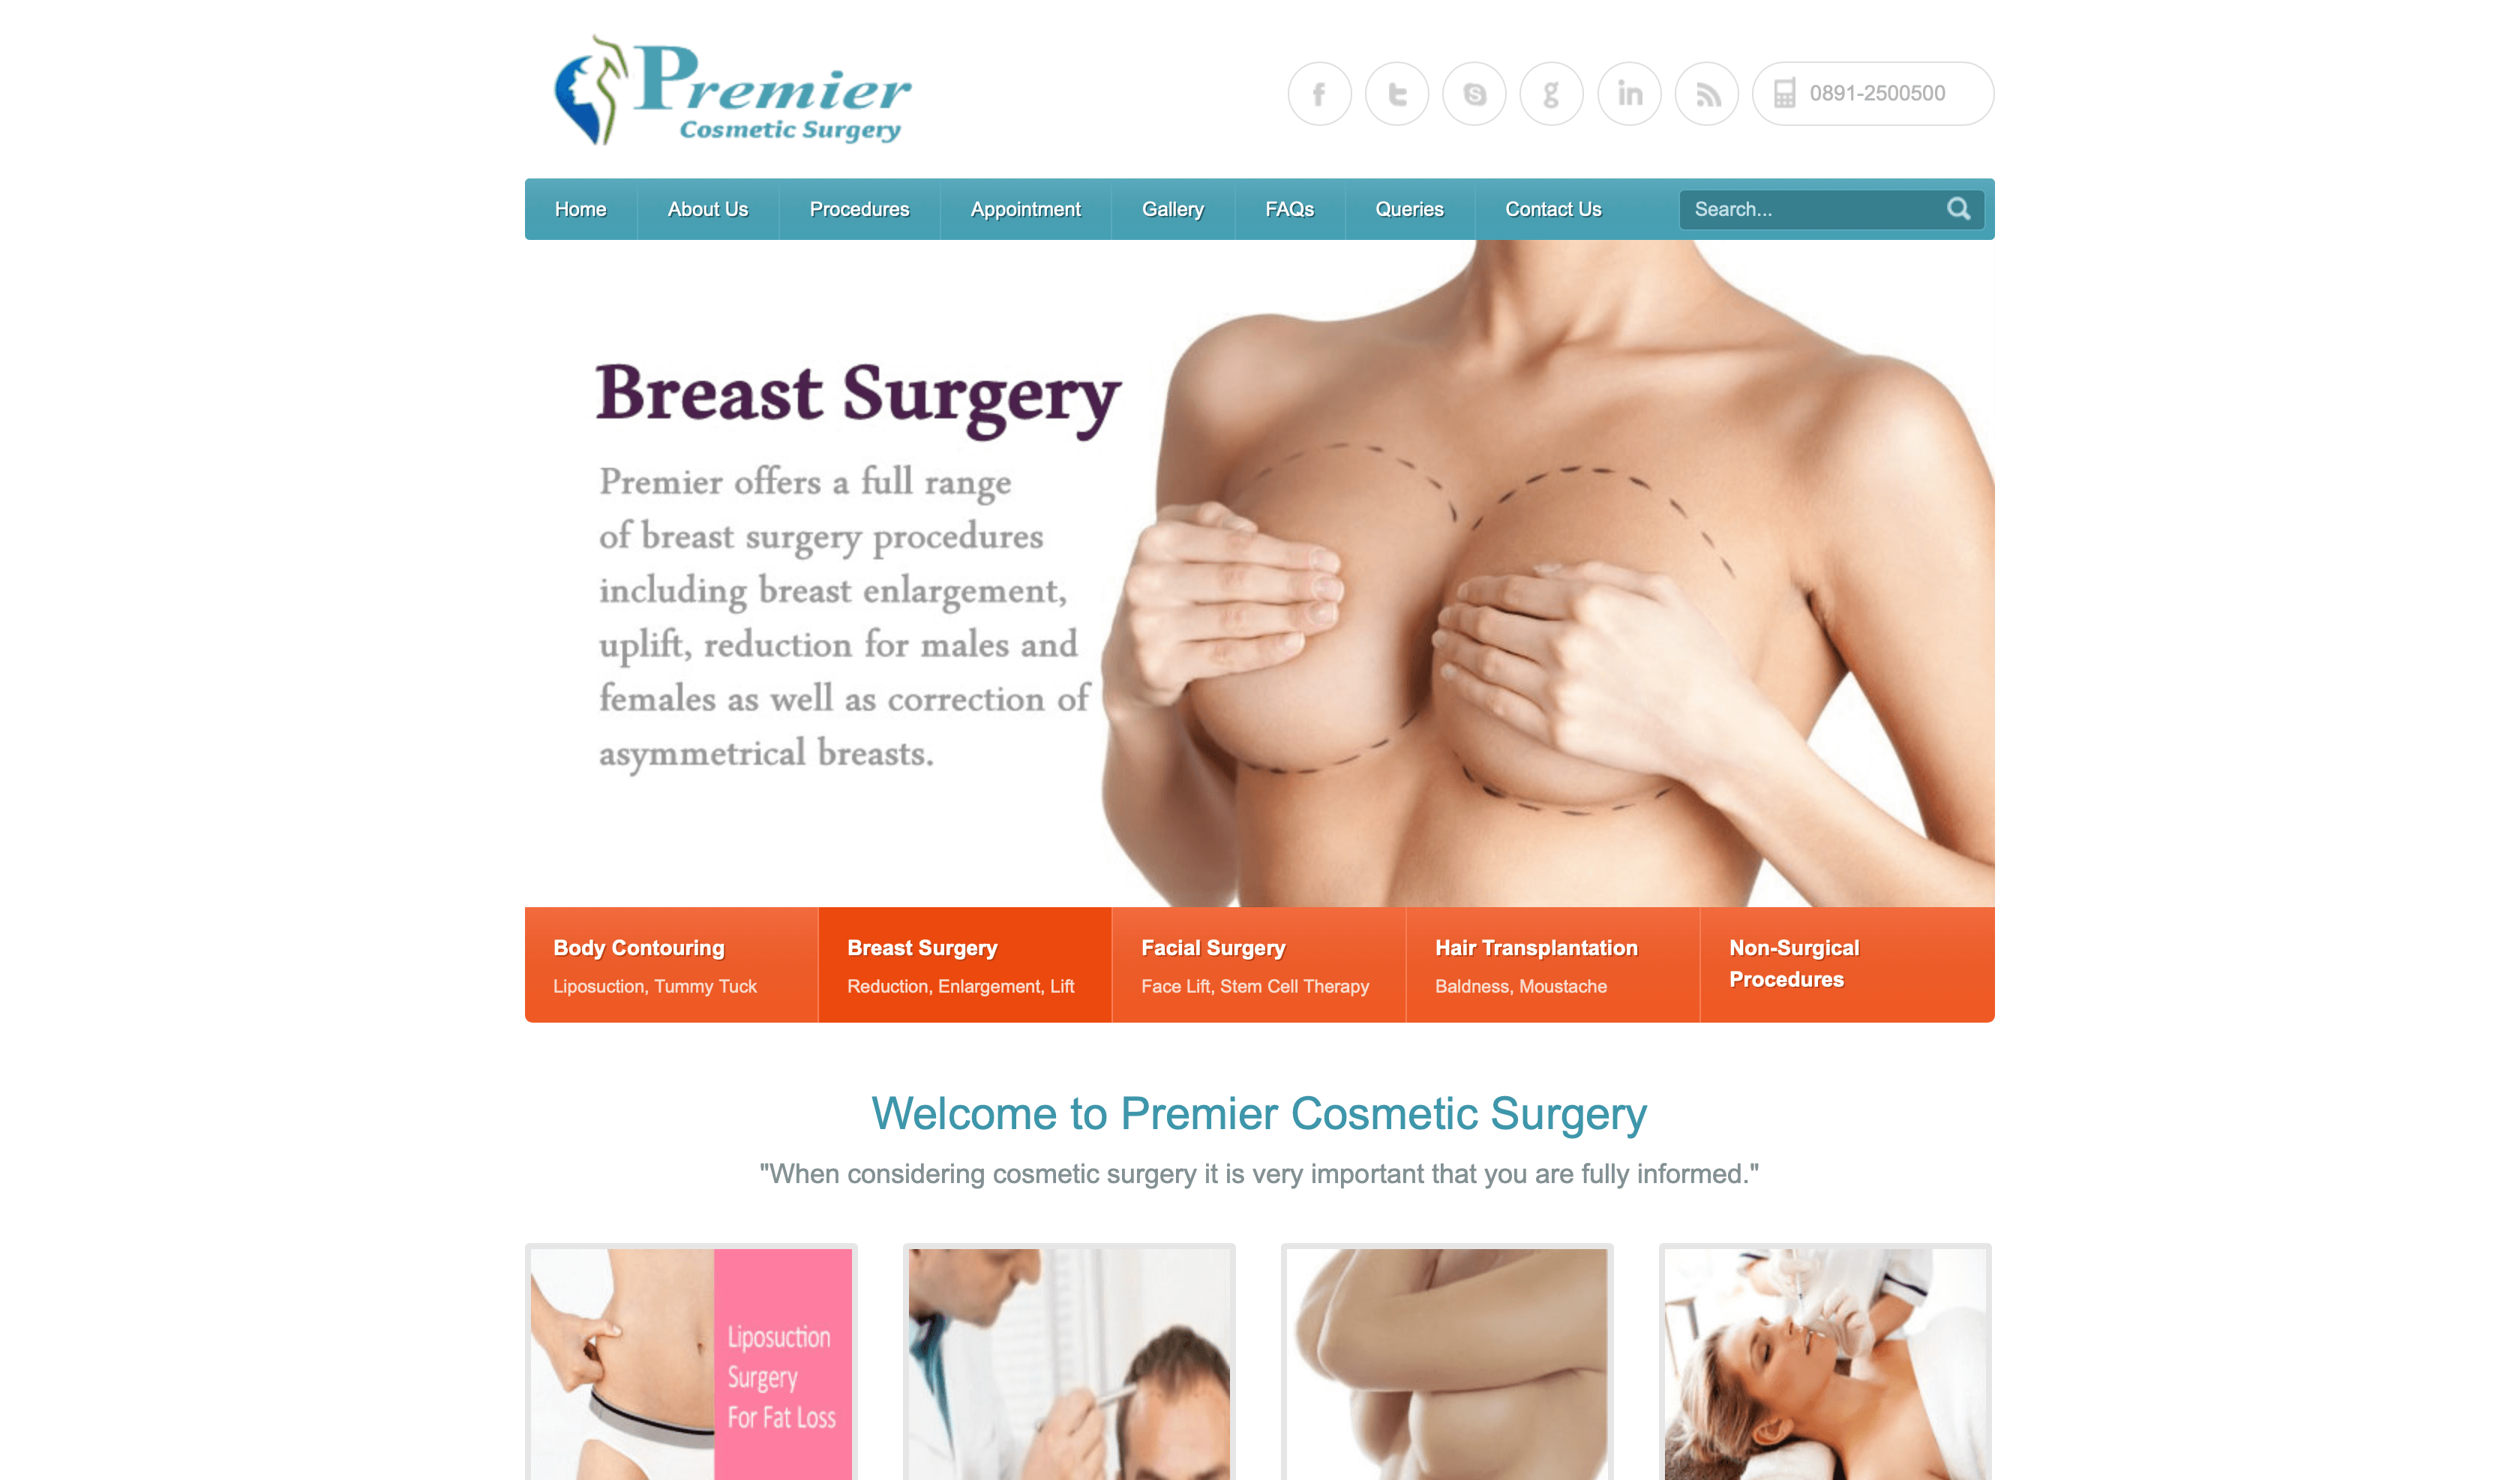 Premier
Cosmetic Surgery
0891-2500500
Home
About Us
Procedures
Appointment
Gallery
FAQs
Queries
Contact Us
Search...
Breast Surgery
Premier offers a full range
of breast surgery procedures
including breast enlargement,
uplift, reduction for males and
females as well as correction of
asymmetrical breasts.
Body Contouring
Liposuction, Tummy Tuck
Breast Surgery
Reduction, Enlargement, Lift
Facial Surgery
Face Lift, Stem Cell Therapy
Hair Transplantation
Baldness, Moustache
Non-Surgical
Procedures
Welcome to Premier Cosmetic Surgery
"When considering cosmetic surgery it is very important that you are fully informed."
Liposuction
Surgery
For Fat Loss